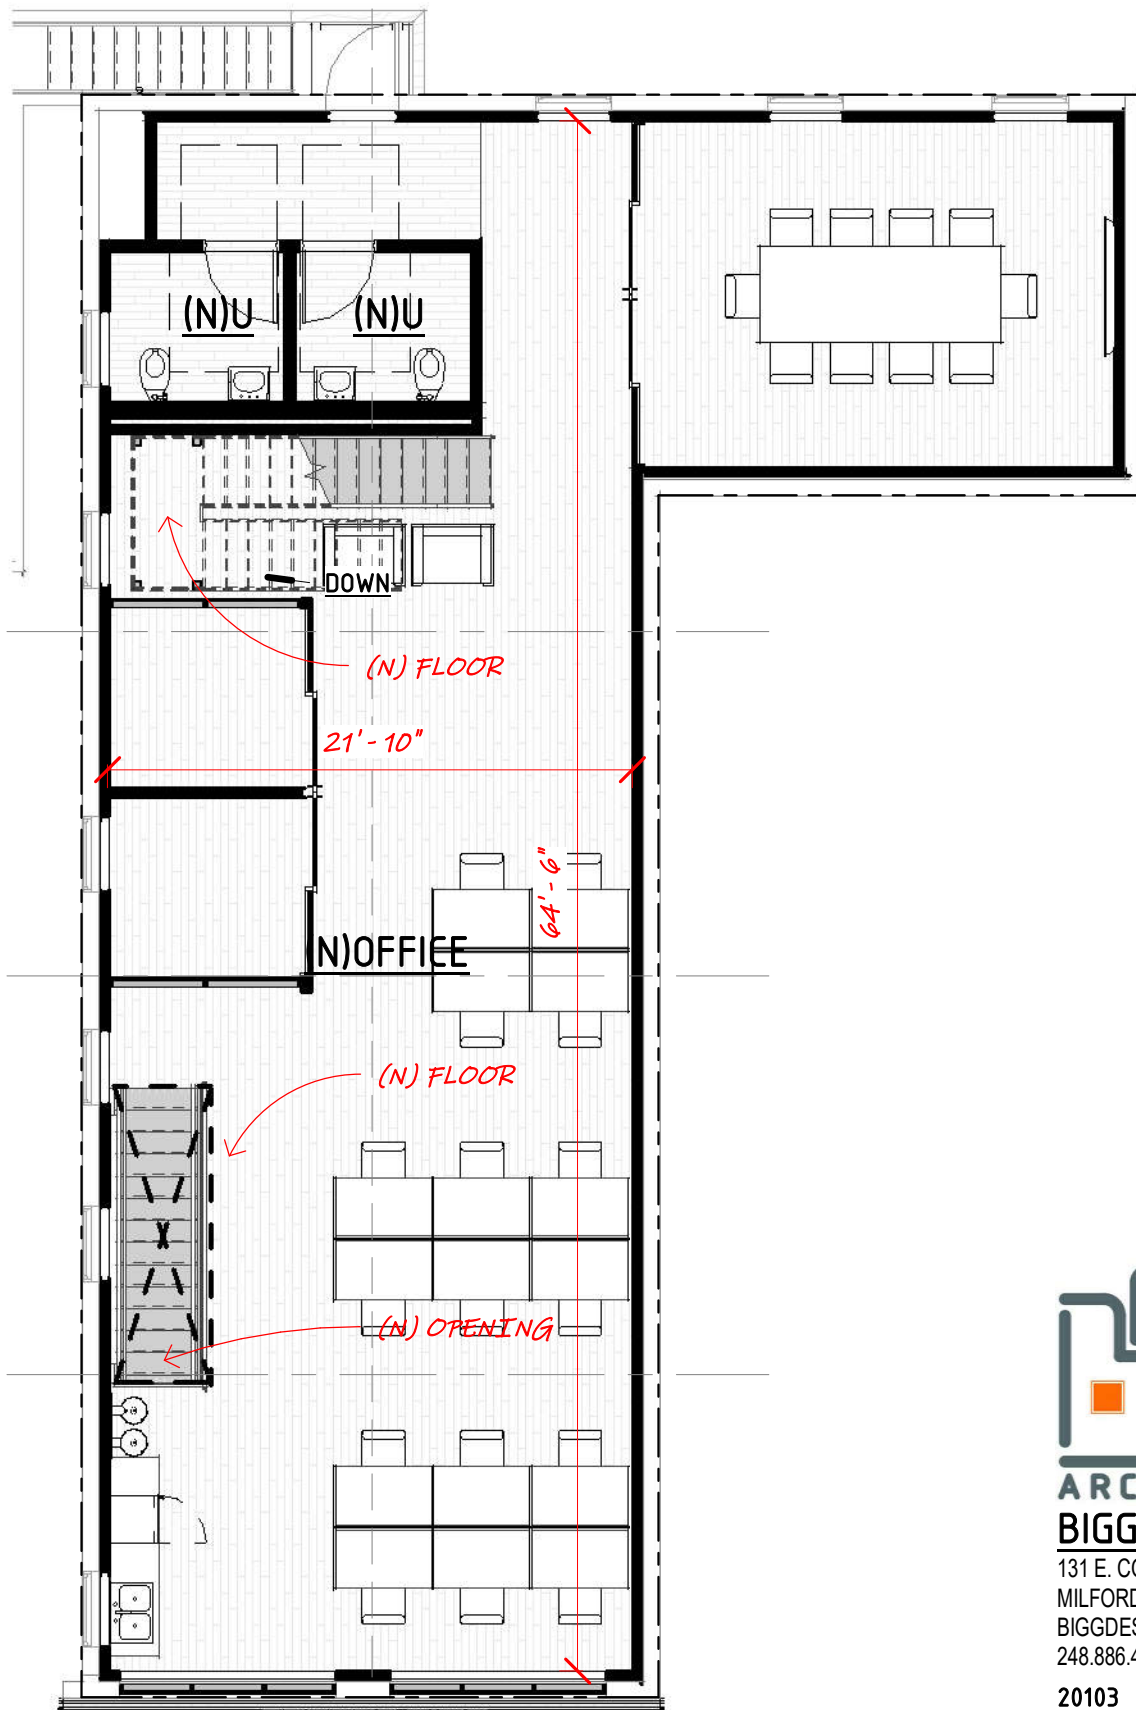 (N)U
(N)U
DOWN
(N) FLOOR
21'-10"
64'-6"
(N)OFFICE
(N) FLOOR
(N) OPENING
ARC
BIGG
131 E. CO
MILFORD
BIGGDES
248.886.4
20103